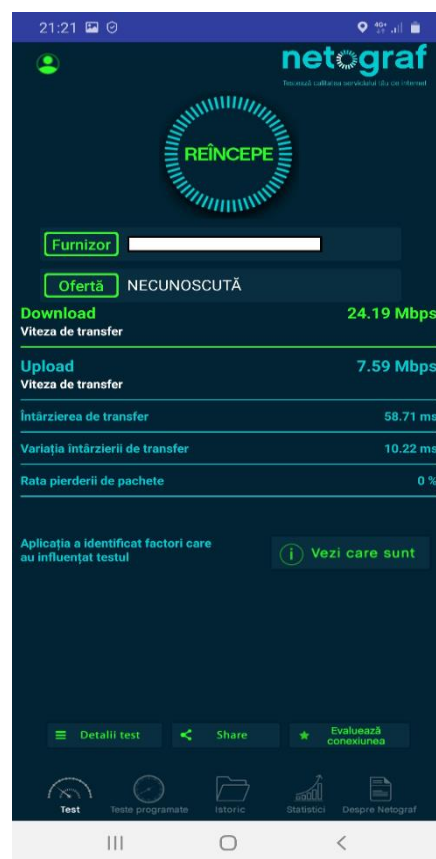 21:21
4G+
netograf
Testează calitatea serviciului tău de internet
REÎNCEPE
Furnizor
Ofertă NECUNOSCUTĂ
Download 24.19 Mbps
Viteza de transfer
Upload 7.59 Mbps
Viteza de transfer
Întârzierea de transfer 58.71 ms
Variația întârzierii de transfer 10.22 ms
Rata pierderii de pachete 0 %
Aplicația a identificat factori care
au influențat testul
i Vezi care sunt
Detalii test Share Evaluează
conexiunea
Test Teste programate Istoric Statistici Despre Netograf